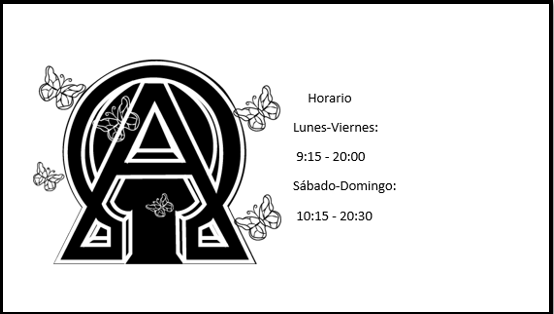 Horario
Lunes-Viernes:
9:15 - 20:00
Sábado-Domingo:
10:15 - 20:30